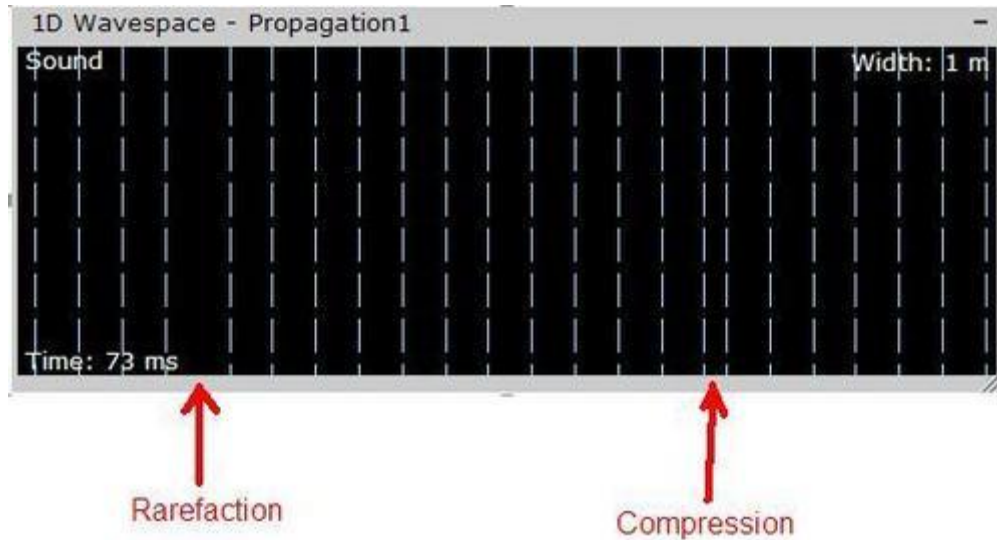 1D Wavespace - Propagation1
Sound
Width: 1 m
Time: 73 ms
Rarefaction
Compression